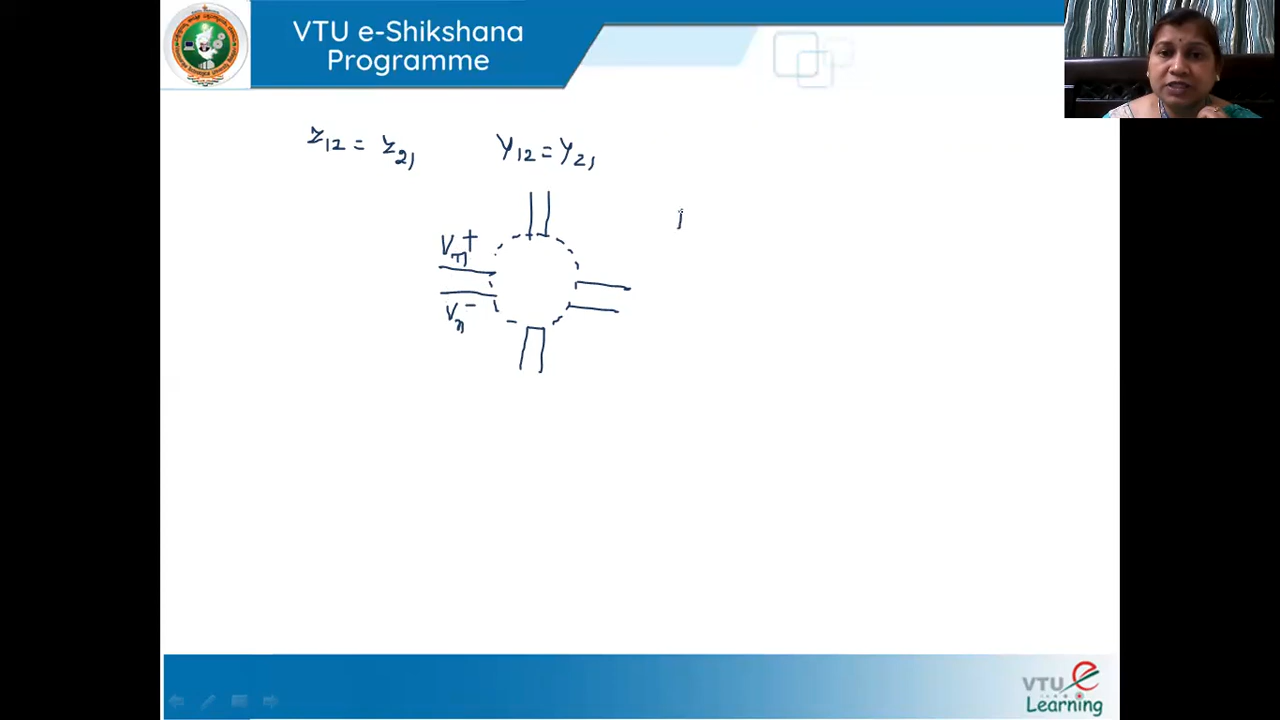 VTU e-Shikshana
Programme
Z12 = Z21 Y12 = Y21
Vn+
Vn-
VTU e
Learning